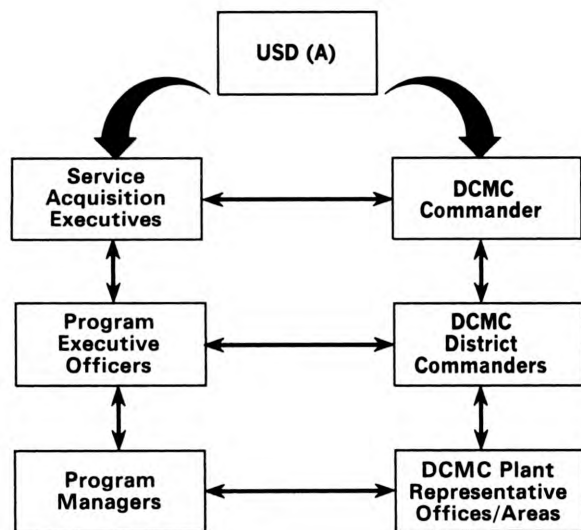 USD (A)
Service
Acquisition
Executives
DCMC
Commander
Program
Executive
Officers
DCMC
District
Commanders
Program
Managers
DCMC Plant
Representative
Offices/Areas